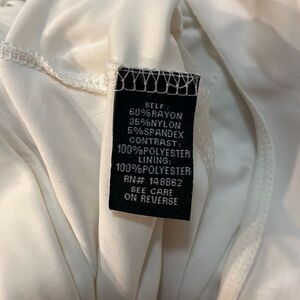 SELF:
60%RAYON
35%NYLON
5%SPANDEX
CONTRAST:
100%POLYESTER
LINING:
100%POLYESTER
RN# 148862
SEE CARE
ON REVERSE